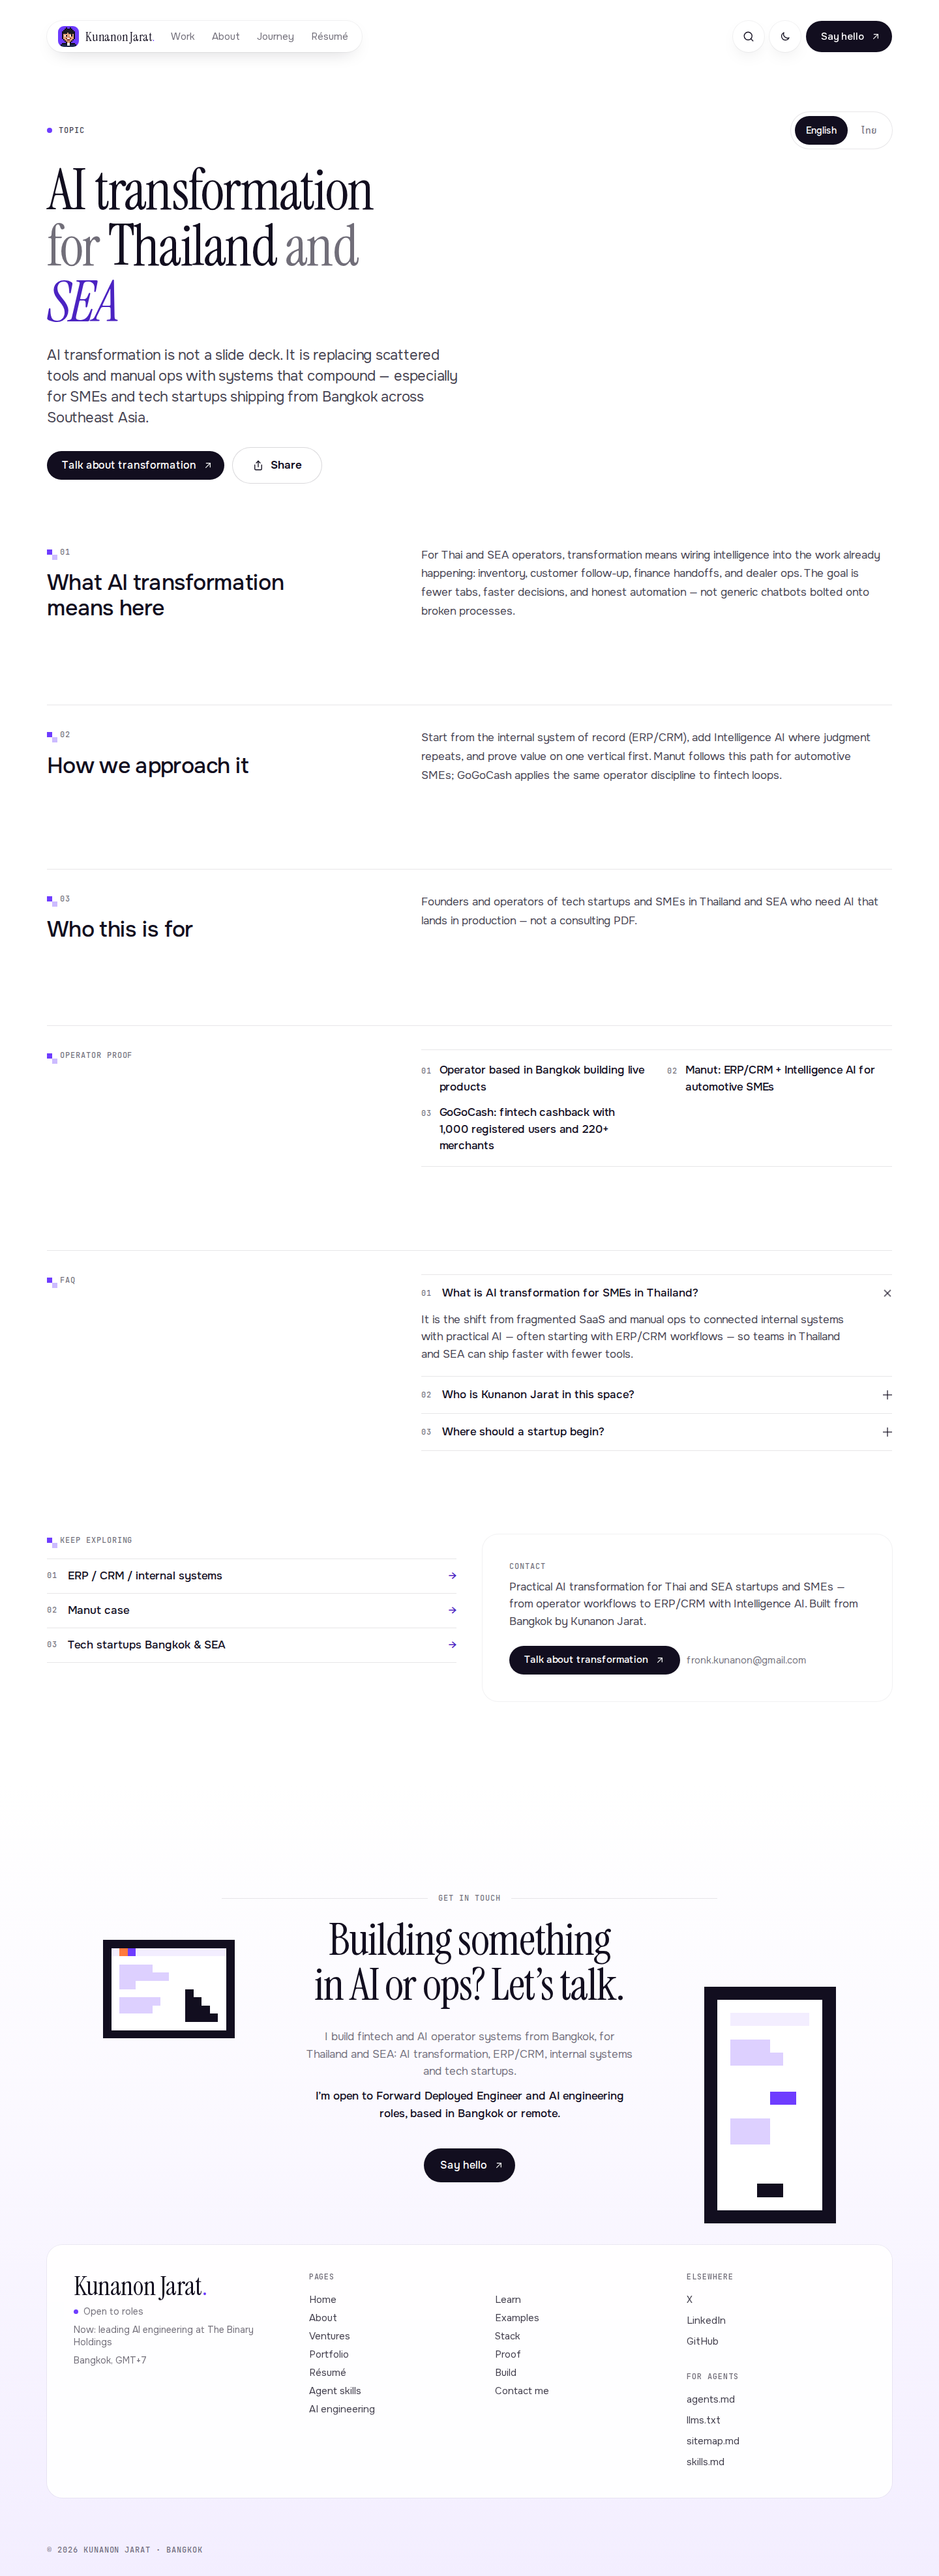 Kunanon Jarat.
Work
About
Journey
Résumé
Say hello
TOPIC
English
ไทย
AI transformation
for Thailand and
SEA
AI transformation is not a slide deck. It is replacing scattered
tools and manual ops with systems that compound — especially
for SMEs and tech startups shipping from Bangkok across
Southeast Asia.
Talk about transformation
Share
01
What AI transformation
means here
For Thai and SEA operators, transformation means wiring intelligence into the work already
happening: inventory, customer follow-up, finance handoffs, and dealer ops. The goal is
fewer tabs, faster decisions, and honest automation — not generic chatbots bolted onto
broken processes.
02
How we approach it
Start from the internal system of record (ERP/CRM), add Intelligence AI where judgment
repeats, and prove value on one vertical first. Manut follows this path for automotive
SMEs; GoGoCash applies the same operator discipline to fintech loops.
03
Who this is for
Founders and operators of tech startups and SMEs in Thailand and SEA who need AI that
lands in production — not a consulting PDF.
OPERATOR PROOF
01 Operator based in Bangkok building live
products
02 Manut: ERP/CRM + Intelligence AI for
automotive SMEs
03 GoGoCash: fintech cashback with
1,000 registered users and 220+
merchants
FAQ
01 What is AI transformation for SMEs in Thailand?
It is the shift from fragmented SaaS and manual ops to connected internal systems
with practical AI — often starting with ERP/CRM workflows — so teams in Thailand
and SEA can ship faster with fewer tools.
02 Who is Kunanon Jarat in this space?
03 Where should a startup begin?
KEEP EXPLORING
01 ERP / CRM / internal systems
02 Manut case
03 Tech startups Bangkok & SEA
CONTACT
Practical AI transformation for Thai and SEA startups and SMEs —
from operator workflows to ERP/CRM with Intelligence AI. Built from
Bangkok by Kunanon Jarat.
Talk about transformation
fronk.kunanon@gmail.com
GET IN TOUCH
Building something
in AI or ops? Let's talk.
I build fintech and AI operator systems from Bangkok, for
Thailand and SEA: AI transformation, ERP/CRM, internal systems
and tech startups.
I'm open to Forward Deployed Engineer and AI engineering
roles, based in Bangkok or remote.
Say hello
Kunanon Jarat.
Open to roles
Now: leading AI engineering at The Binary
Holdings
Bangkok, GMT+7
PAGES
Home
About
Ventures
Portfolio
Résumé
Agent skills
AI engineering
Learn
Examples
Stack
Proof
Build
Contact me
ELSEWHERE
X
LinkedIn
GitHub
FOR AGENTS
agents.md
llms.txt
sitemap.md
skills.md
© 2026 KUNANON JARAT · BANGKOK